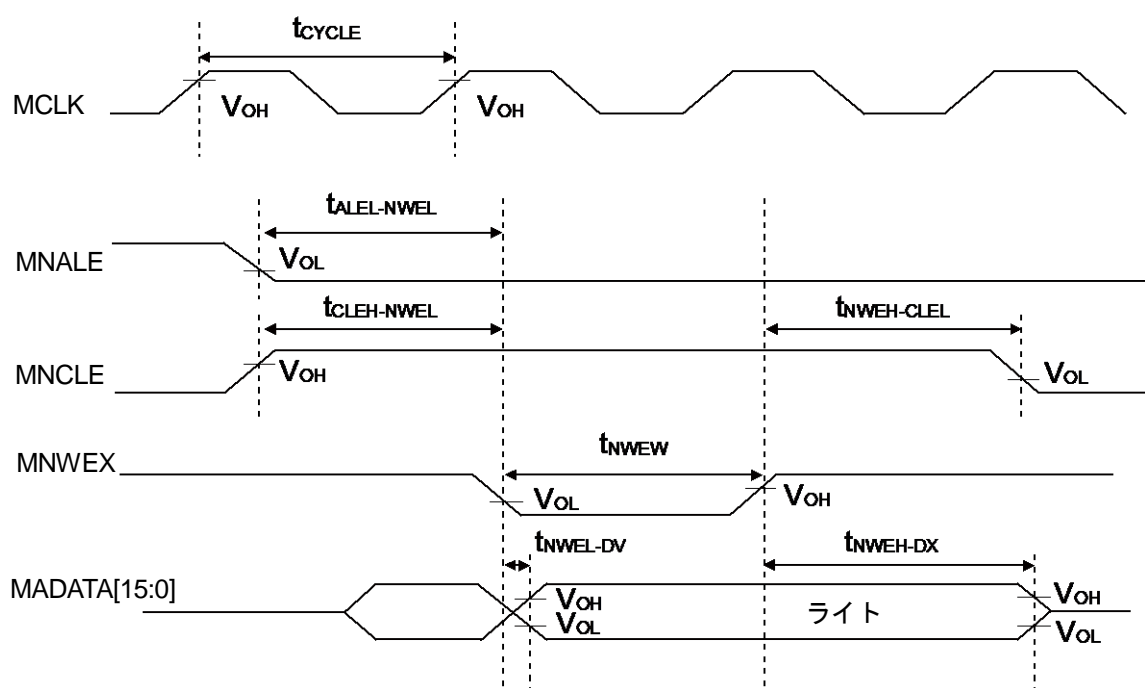 tCYCLE
MCLK
VOH VOH
tALEL-NWEL
MNALE
VOL
tCLEH-NWEL tNWEH-CLEL
MNCLE
VOH VOL
tNWEW
MNWEX
VOL VOH
tNWEL-DV tNWEH-DX
MADATA[15:0]
VOH ライト VOH
VOL VOL